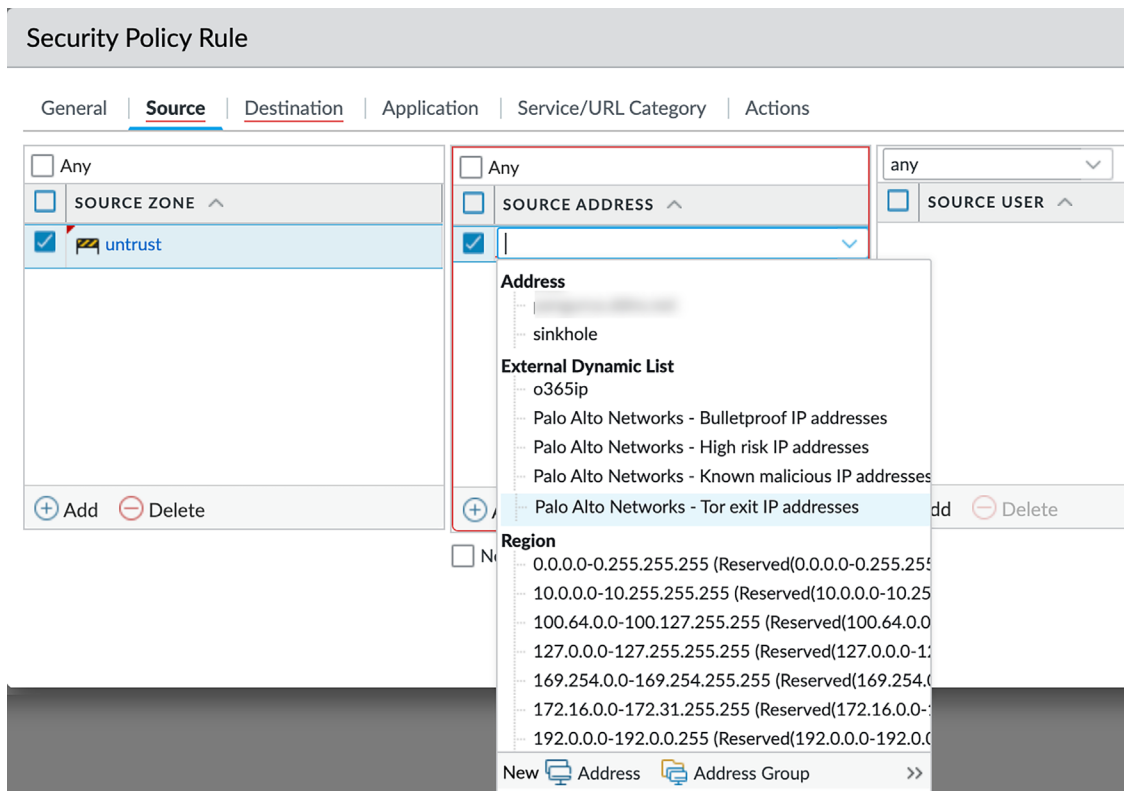 Security Policy Rule
General Source Destination Application Service/URL Category Actions
Any
SOURCE ZONE
untrust
Add Delete
Any
SOURCE ADDRESS
any
SOURCE USER
Address
sinkhole
External Dynamic List
o365ip
Palo Alto Networks - Bulletproof IP addresses
Palo Alto Networks - High risk IP addresses
Palo Alto Networks - Known malicious IP addresses
Palo Alto Networks - Tor exit IP addresses
Region
0.0.0.0-0.255.255.255 (Reserved(0.0.0.0-0.255.255
10.0.0.0-10.255.255.255 (Reserved(10.0.0.0-10.25
100.64.0.0-100.127.255.255 (Reserved(100.64.0.0
127.0.0.0-127.255.255.255 (Reserved(127.0.0.0-12
169.254.0.0-169.254.255.255 (Reserved(169.254.0
172.16.0.0-172.31.255.255 (Reserved(172.16.0.0-
192.0.0.0-192.0.0.255 (Reserved(192.0.0.0-192.0.0
New Address Address Group
dd Delete